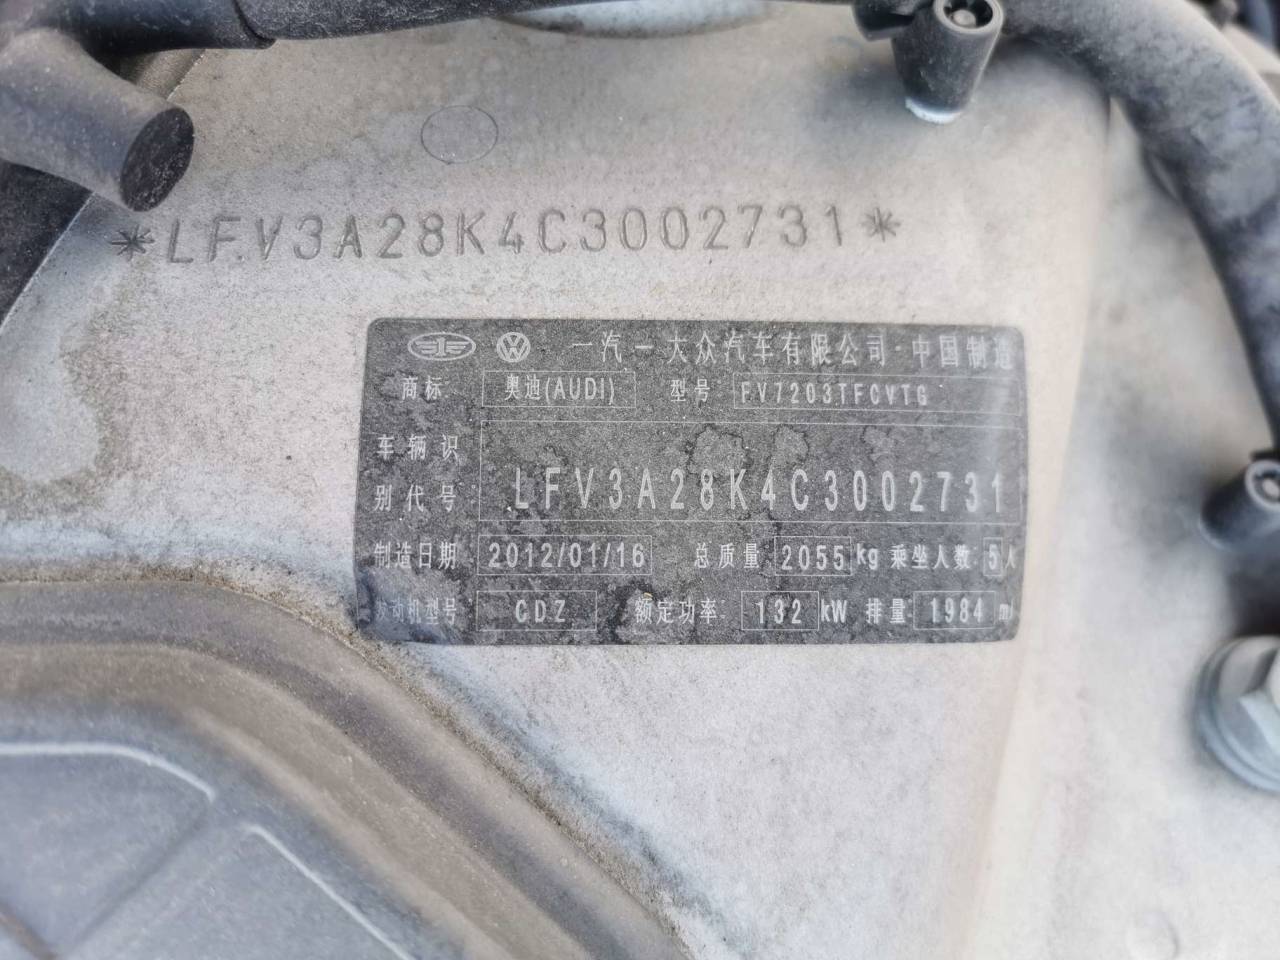 *LFV3A28K4C3002731*
一汽一大众汽车有限公司·中国制造
商标: 奥迪(AUDI) 型号 FV7203TFCVTG
车辆识
别代号: LFV3A28K4C3002731
制造日期 2012/01/16 总质量 2055 kg 乘坐人数: 5人
发动机型号 CDZ 额定功率: 132 kW 排量 1984 ml